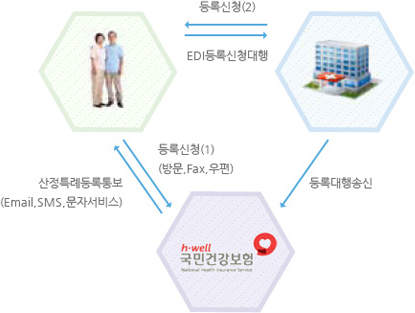 등록신청(2)
EDI등록신청대행
등록신청(1)
(방문,Fax,우편)
산정특례등록통보
(Email,SMS,문자서비스)
등록대행송신
h·well
국민건강보험
National Health Insurance Service